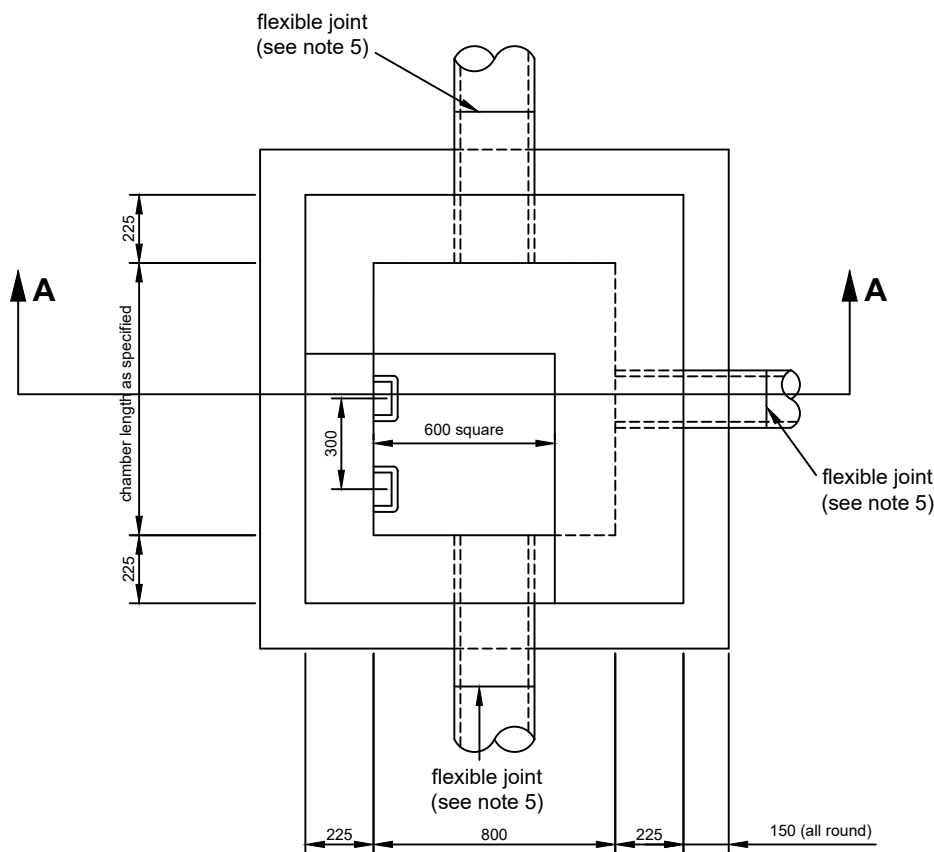 flexible joint
(see note 5)
225
A
A
chamber length as specified
300
600 square
flexible joint
(see note 5)
225
flexible joint
(see note 5)
225
800
225
150 (all round)